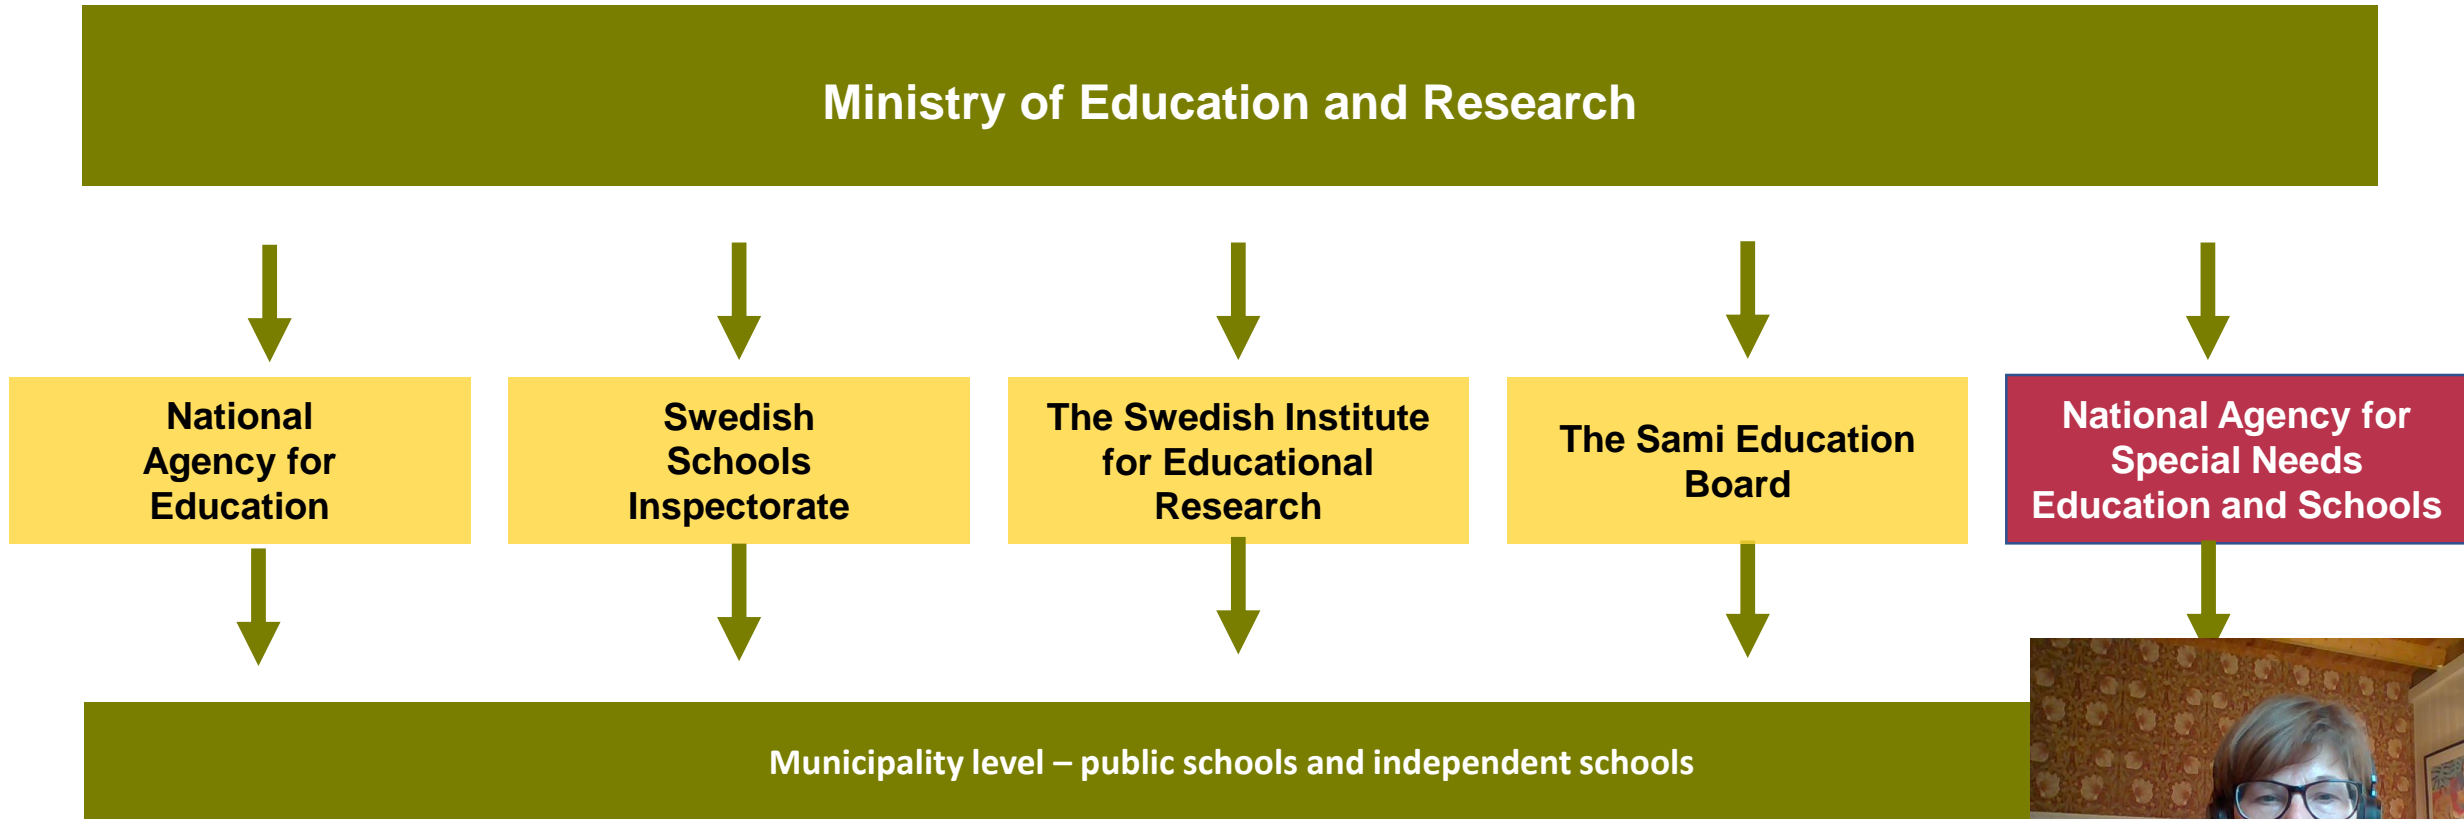 Ministry of Education and Research
National
Agency for
Education
Swedish
Schools
Inspectorate
The Swedish Institute
for Educational
Research
The Sami Education
Board
National Agency for
Special Needs
Education and Schools
Municipality level – public schools and independent schools